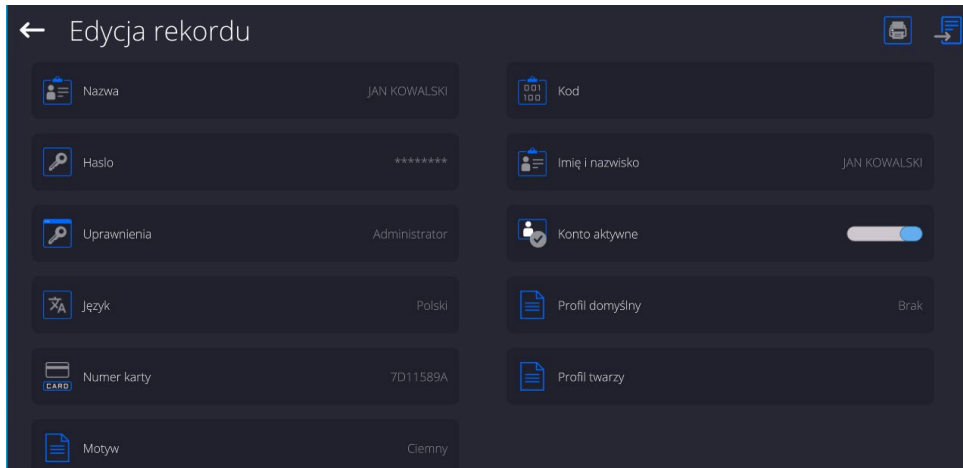 Edycja rekordu
Nazwa JAN KOWALSKI
001
100
Kod
Hasło ********
Imię i nazwisko JAN KOWALSKI
Uprawnienia Administrator
Konto aktywne
Język Polski
Profil domyślny Brak
CARD
Numer karty 7D11589A
Profil twarzy
Motyw Ciemny